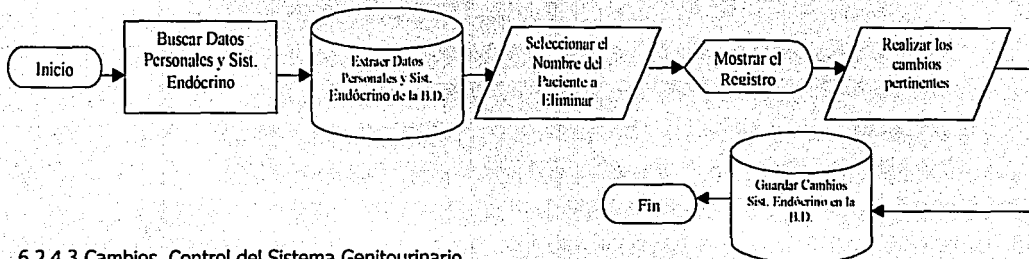 Inicio
Buscar Datos
Personales y Sist.
Endócrino
Extraer Datos
Personales y Sist.
Endócrino de la B.D.
Seleccionar el
Nombre del
Paciente a
Eliminar
Mostrar el
Registro
Realizar los
cambios
pertinentes
Guardar Cambios
Sist. Endócrino en la
B.D.
Fin
6.2.4.3 Cambios. Control del Sistema Genitourinario